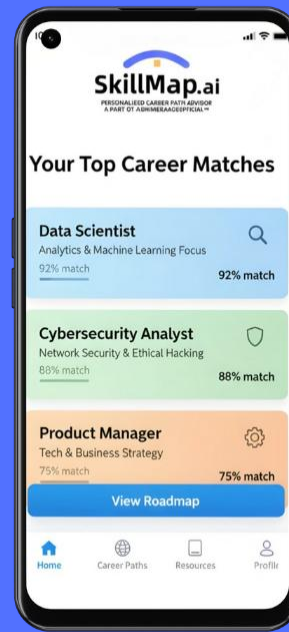 SkillMap.ai
PERSONALIZED CAREER PATH ADVISOR
A PART OF
Your Top Career Matches
Data Scientist
Analytics & Machine Learning Focus
92% match
92% match
Cybersecurity Analyst
Network Security & Ethical Hacking
88% match
88% match
Product Manager
Tech & Business Strategy
75% match
75% match
View Roadmap
Home
Career Paths
Resources
Profile